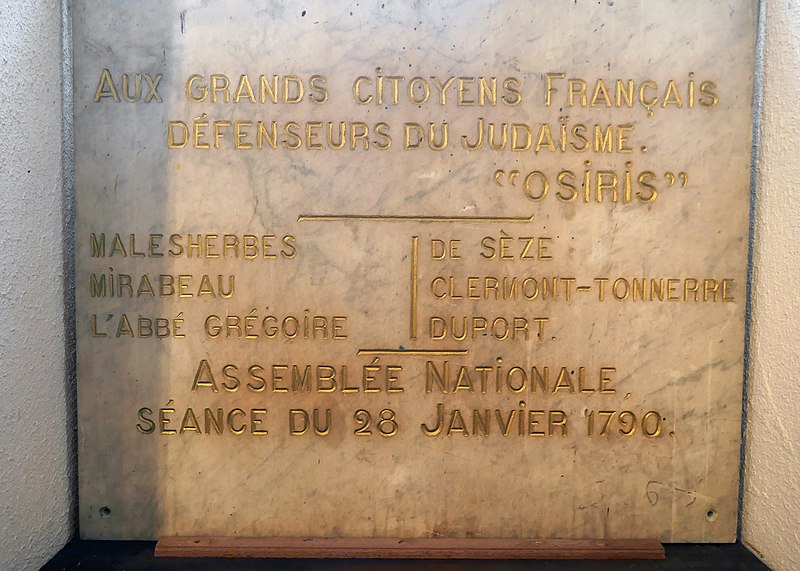 AUX GRANDS CITOYENS FRANÇAIS
DÉFENSEURS DU JUDAÏSME.
"OSIRIS"
MALESHERBES
MIRABEAU
L'ABBÉ GRÉGOIRE
DE SÈZE
CLERMONT-TONNERRE
DUPORT.
ASSEMBLÉE NATIONALE,
SÉANCE DU 28 JANVIER 1790.